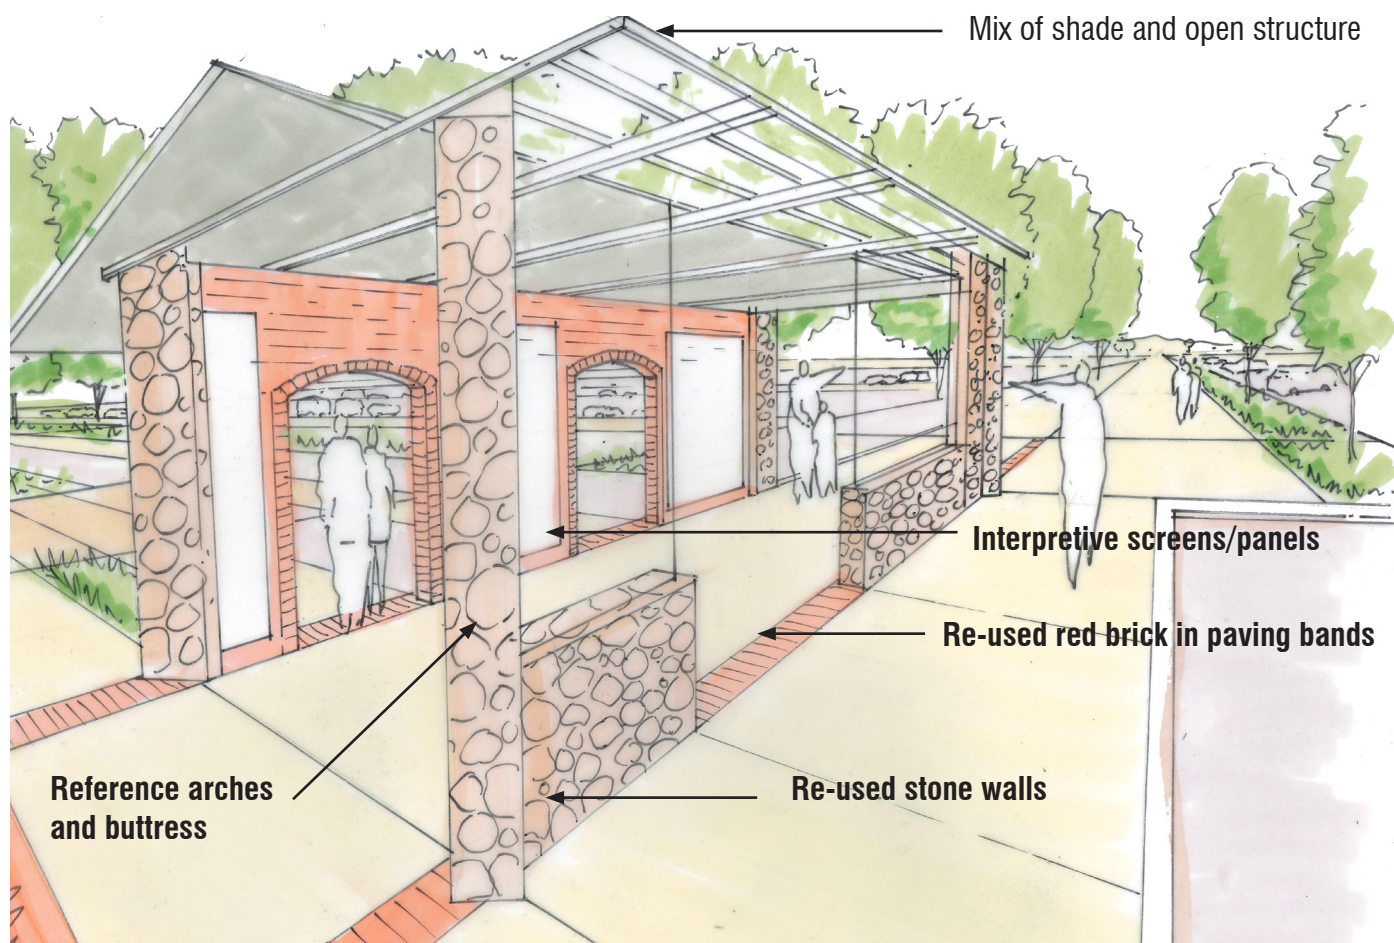 Mix of shade and open structure
Interpretive screens/panels
Re-used red brick in paving bands
Reference arches
and buttress
Re-used stone walls